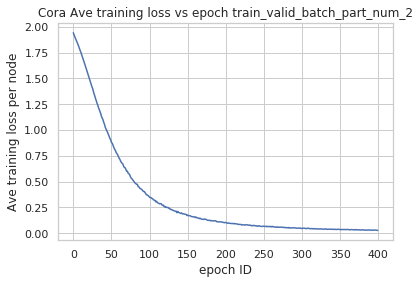 Cora Ave training loss vs epoch train_valid_batch_part_num_2
2.00
1.75
1.50
1.25
1.00
0.75
0.50
0.25
0.00
Ave training loss per node
0 50 100 150 200 250 300 350 400
epoch ID